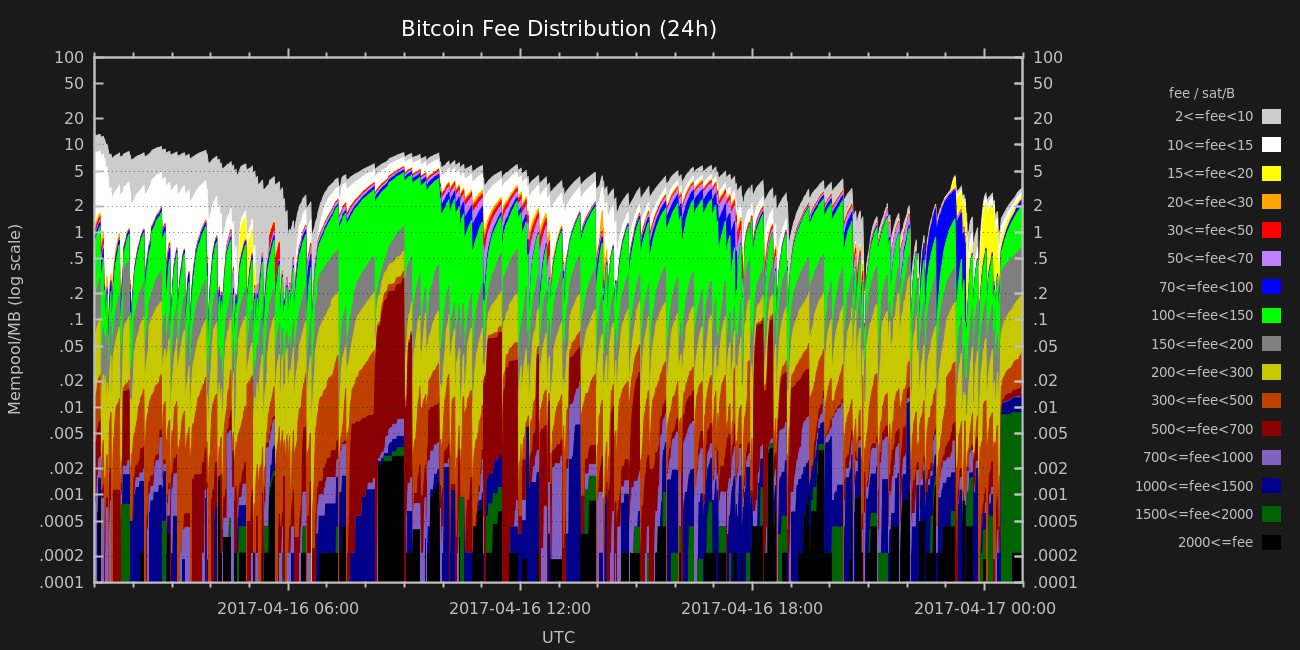 Bitcoin Fee Distribution (24h)
100
50
20
10
5
2
1
.5
.2
.1
.05
.02
.01
.005
.002
.001
.0005
.0002
.0001
Mempool/MB (log scale)
100
50
20
10
5
2
1
.5
.2
.1
.05
.02
.01
.005
.002
.001
.0005
.0002
.0001
2017-04-16 06:00 2017-04-16 12:00 2017-04-16 18:00 2017-04-17 00:00
UTC
fee / sat/B
2<=fee<10
10<=fee<15
15<=fee<20
20<=fee<30
30<=fee<50
50<=fee<70
70<=fee<100
100<=fee<150
150<=fee<200
200<=fee<300
300<=fee<500
500<=fee<700
700<=fee<1000
1000<=fee<1500
1500<=fee<2000
2000<=fee